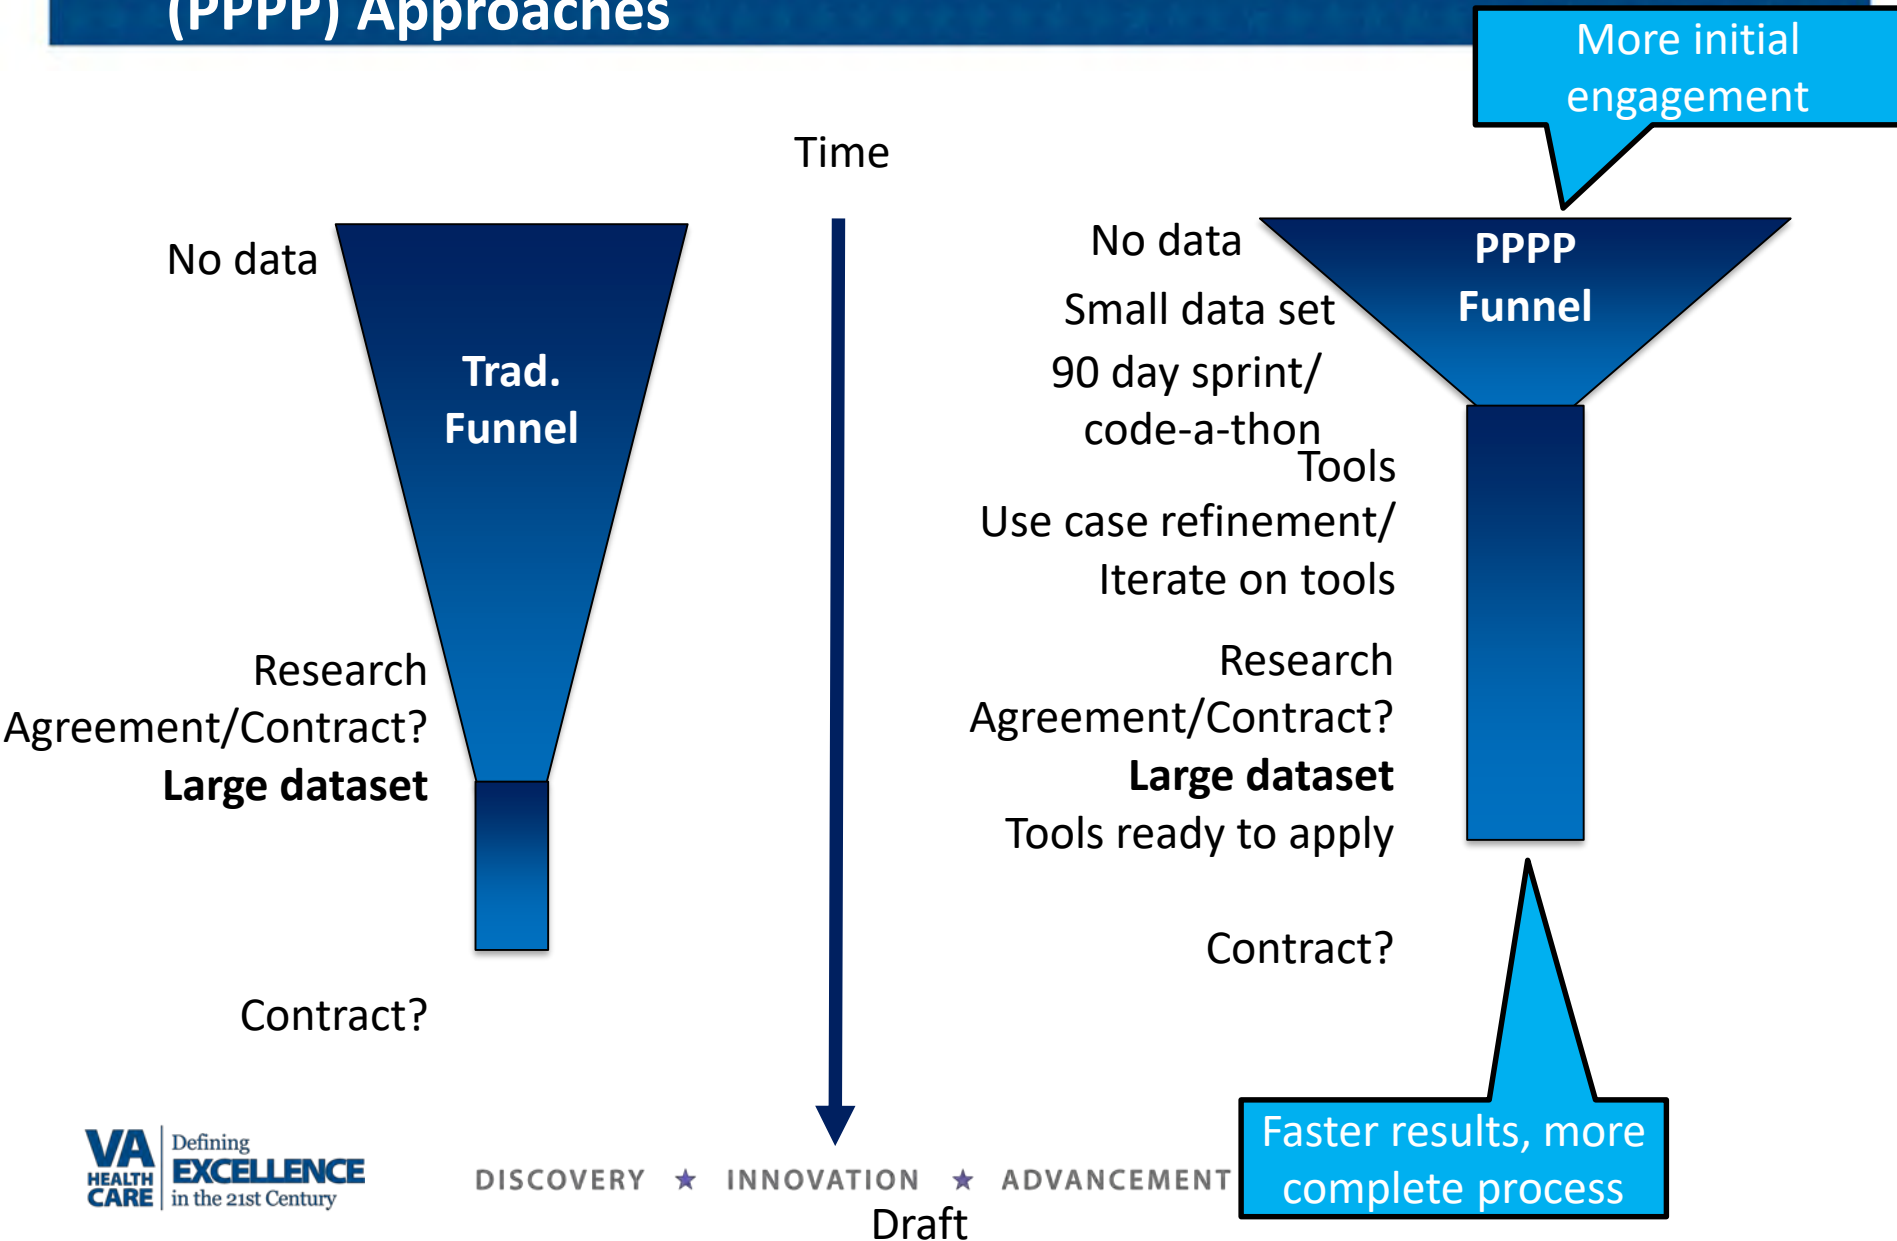 (PPPP) Approaches
More initial
engagement
Time
No data
Trad.
Funnel
Research
Agreement/Contract?
Large dataset
Contract?
No data
Small data set
90 day sprint/
code-a-thon
Tools
Use case refinement/
Iterate on tools
Research
Agreement/Contract?
Large dataset
Tools ready to apply
Contract?
PPPP
Funnel
Faster results, more
complete process
VA
HEALTH
CARE
Defining
EXCELLENCE
in the 21st Century
DISCOVERY ★ INNOVATION ★ ADVANCEMENT
Draft